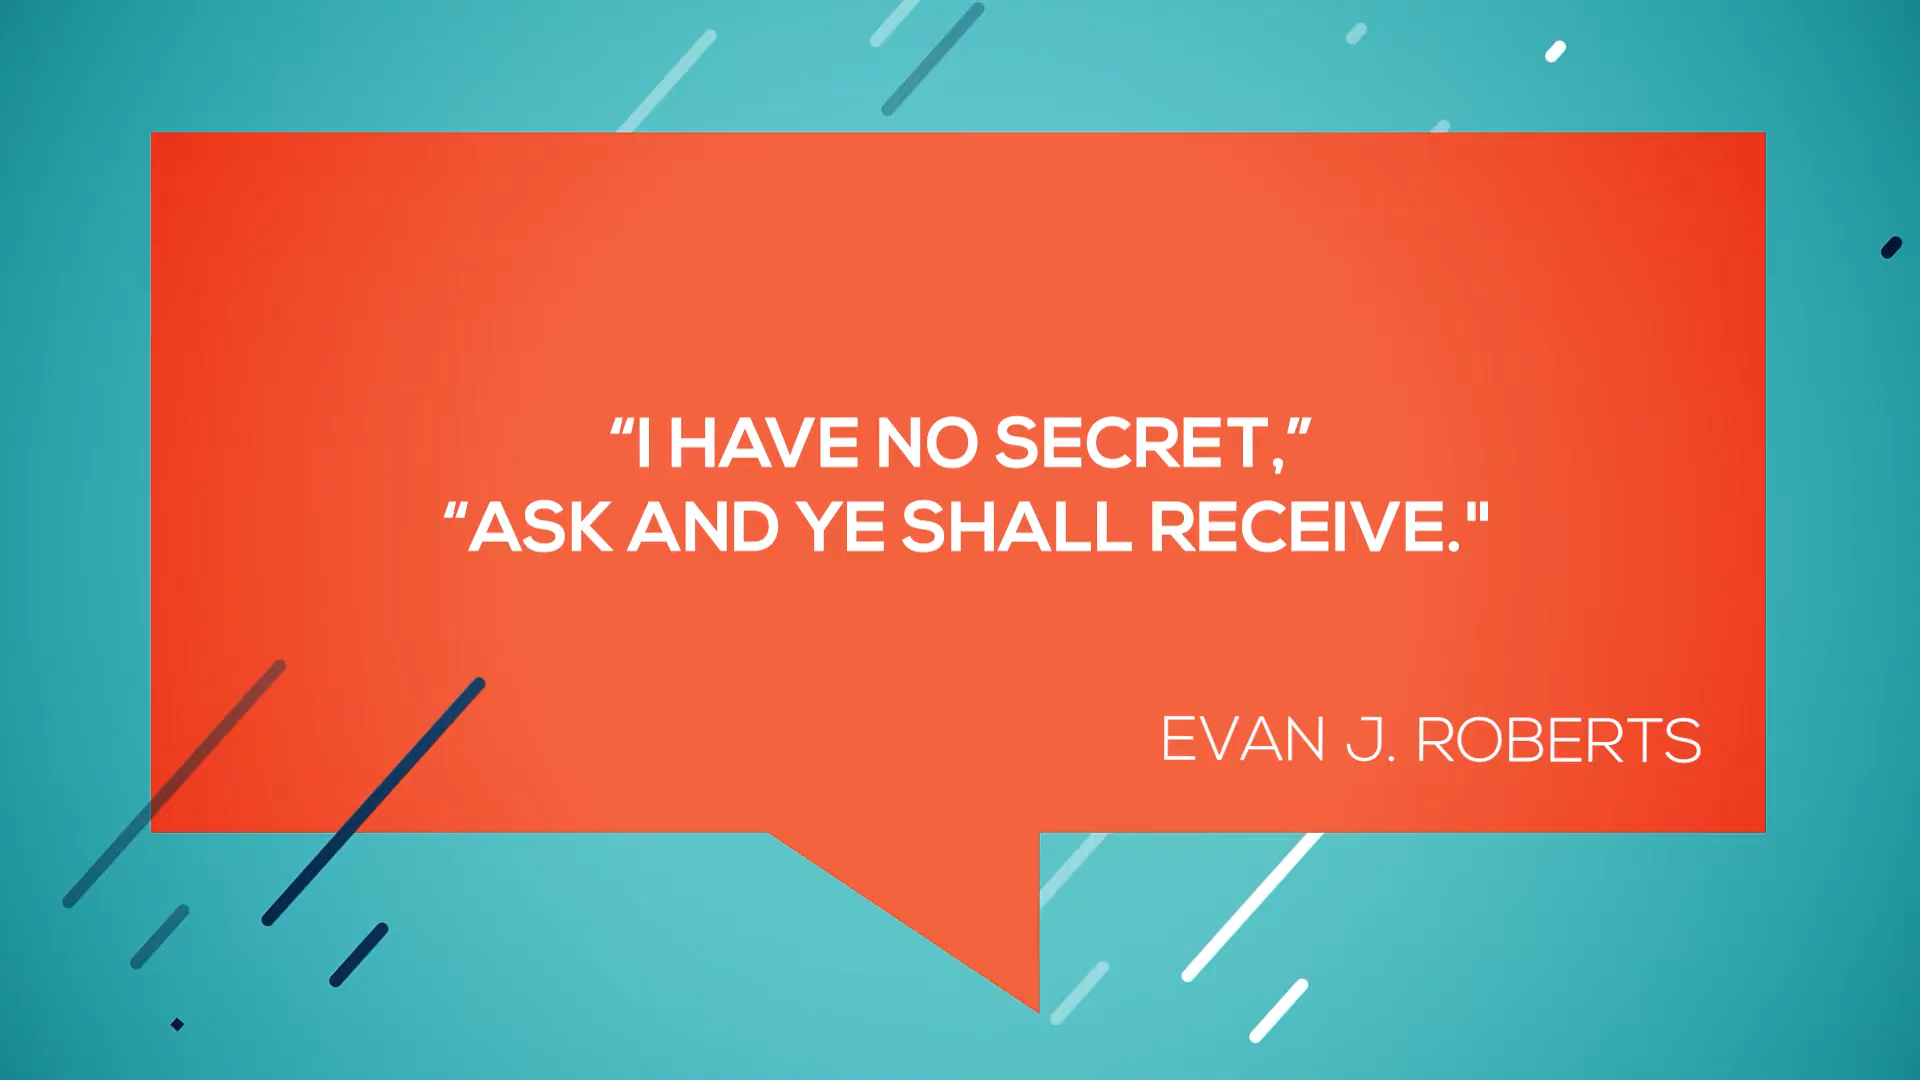 “I HAVE NO SECRET,”
“ASK AND YE SHALL RECEIVE."
EVAN J. ROBERTS